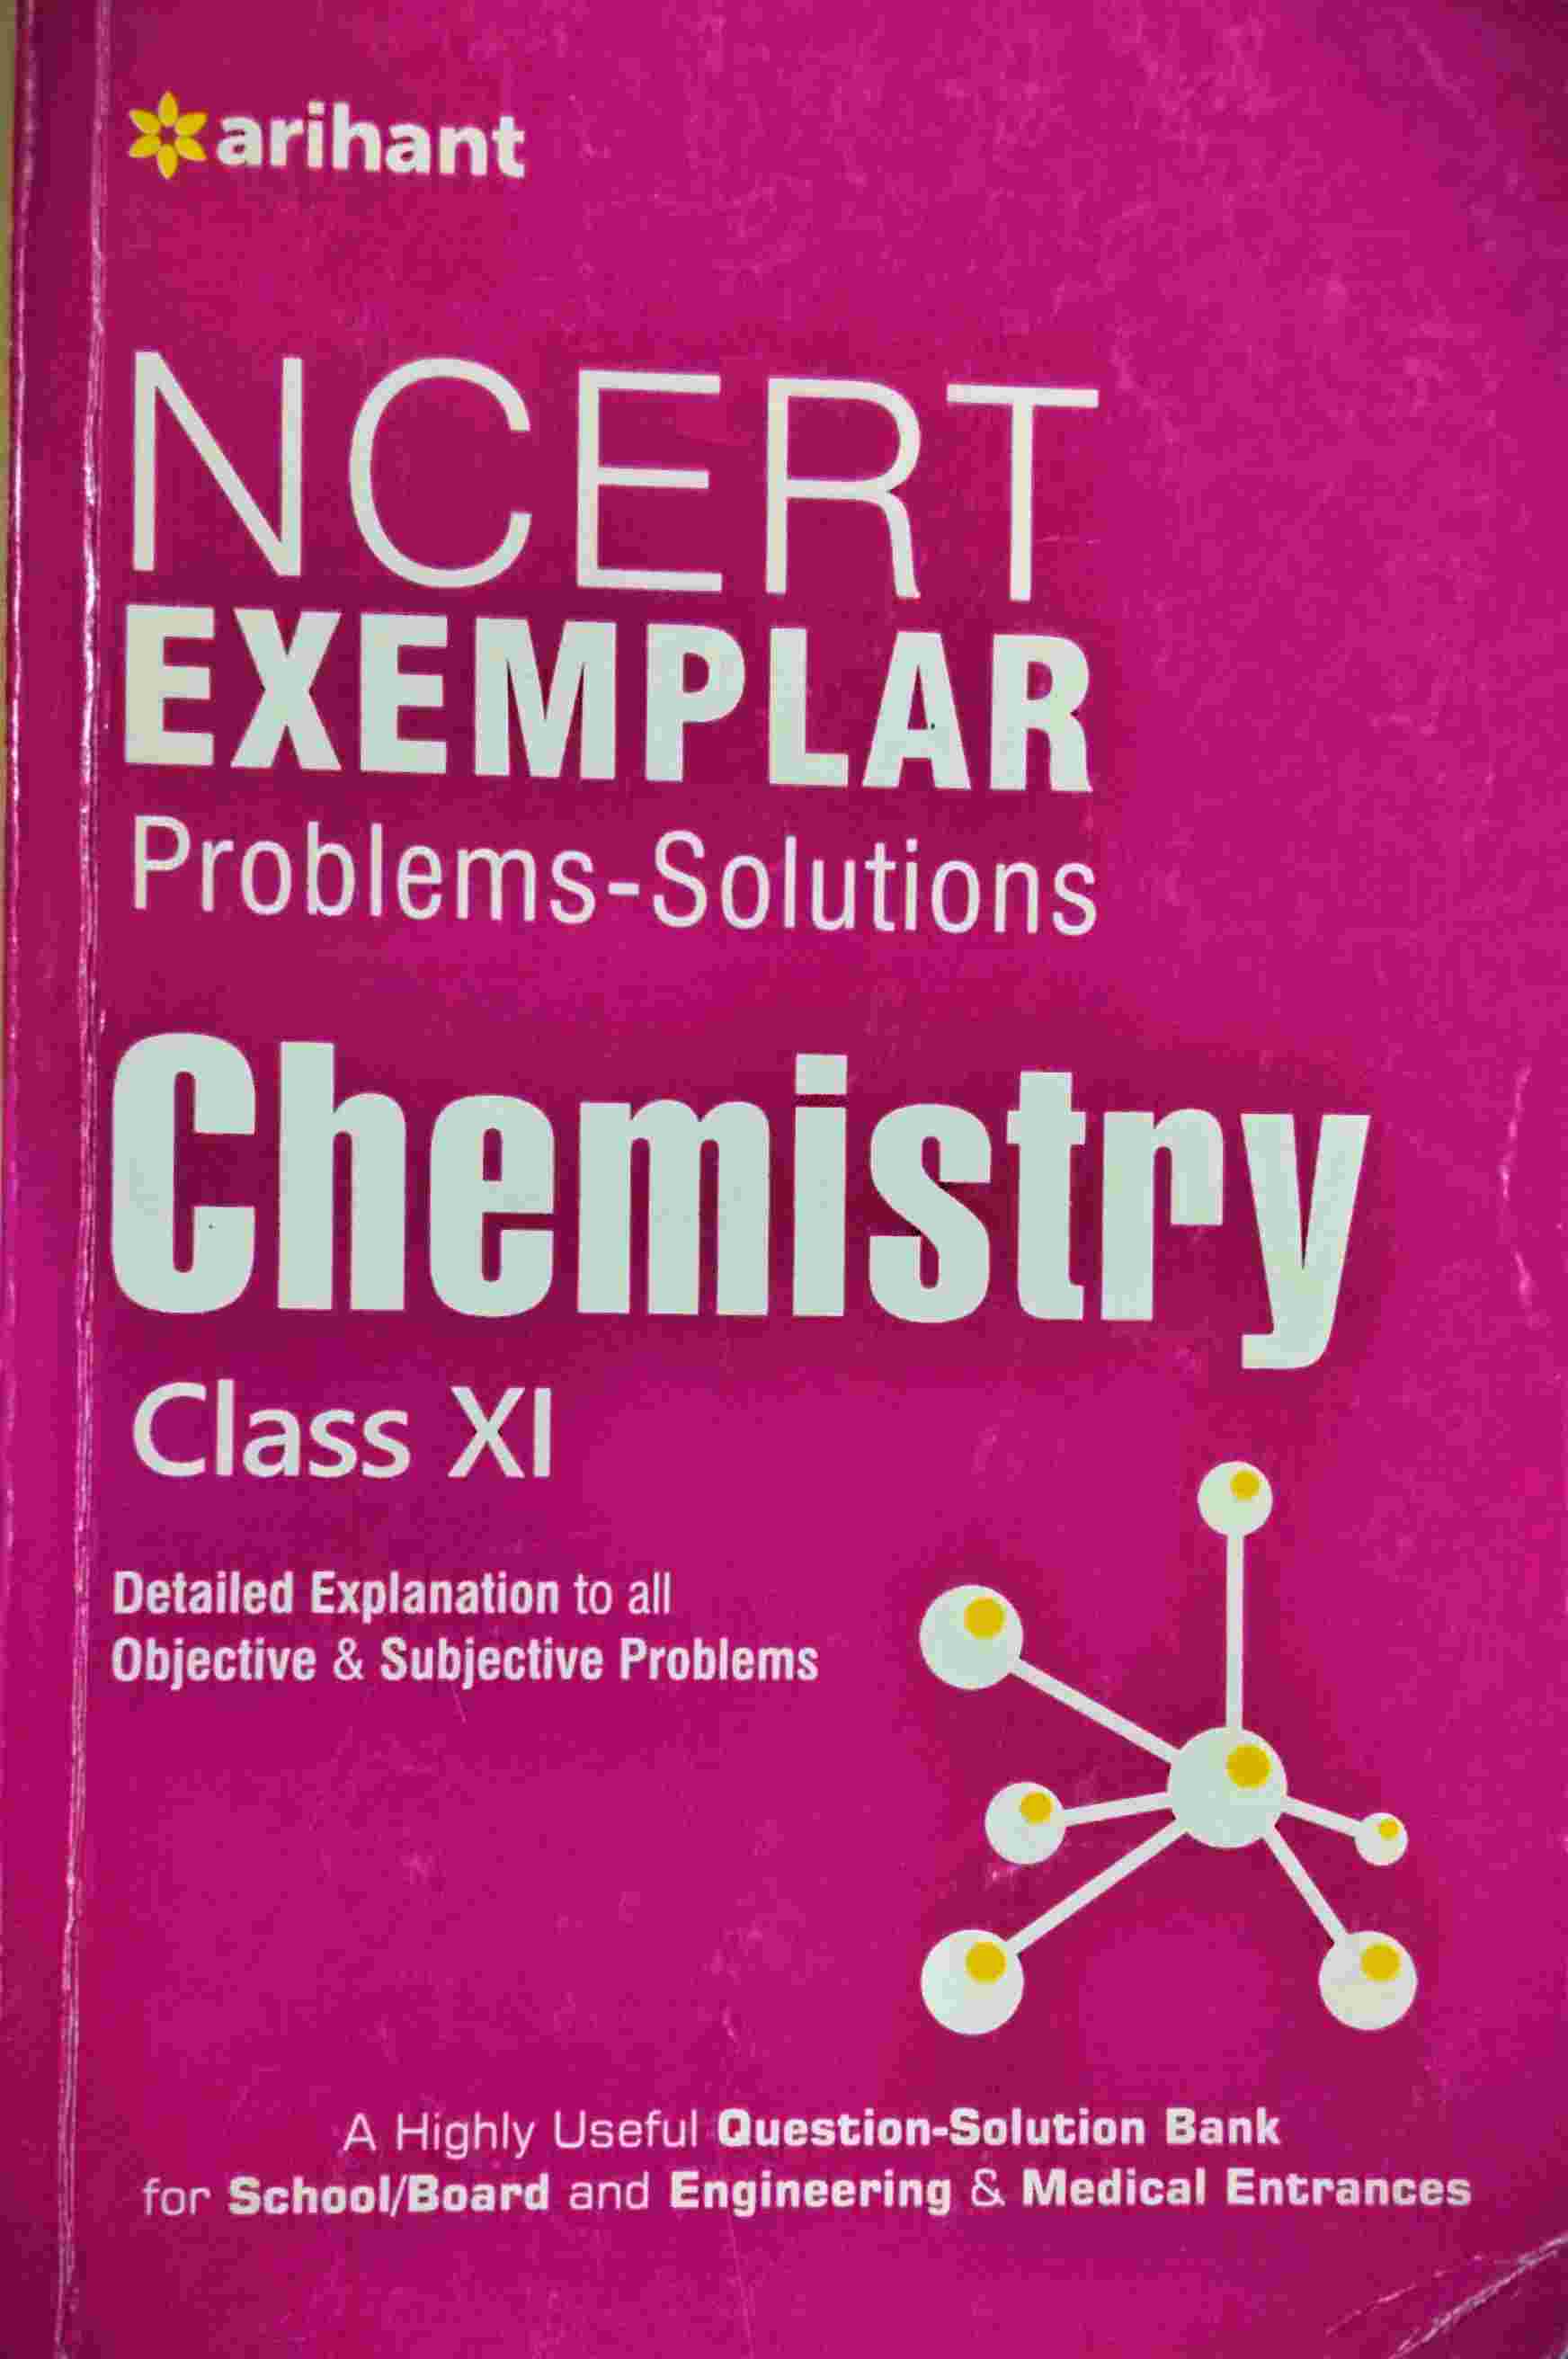 arihant
NCERT
EXEMPLAR
Problems-Solutions
Chemistry
Class XI
Detailed Explanation to all
Objective & Subjective Problems
A Highly Useful Question-Solution Bank
for School/Board and Engineering & Medical Entrances